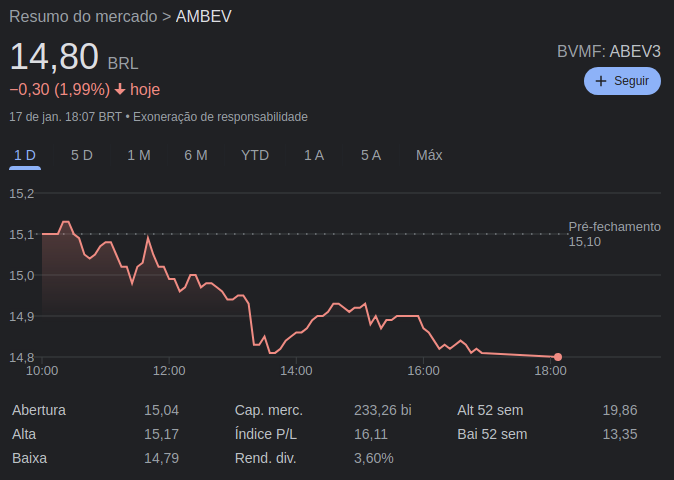 Resumo do mercado > AMBEV
14,80 BRL
BVMF: ABEV3
−0,30 (1,99%) ↓ hoje
+ Seguir
17 de jan. 18:07 BRT • Exoneração de responsabilidade
1 D 5 D 1 M 6 M YTD 1 A 5 A Máx
15,2
Pré-fechamento
15,1
15,10
15,0
14,9
14,8
10:00 12:00 14:00 16:00 18:00
Abertura 15,04 Cap. merc. 233,26 bi Alt 52 sem 19,86
Alta 15,17 Índice P/L 16,11 Bai 52 sem 13,35
Baixa 14,79 Rend. div. 3,60%